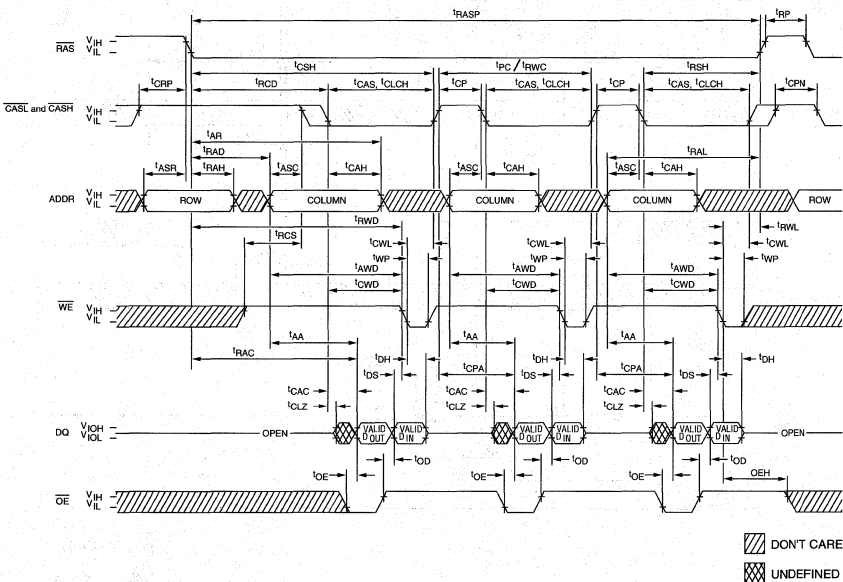 tRASP tRP
RAS VIH VIL
tCSH tPC / tRWC tRSH
tCRP tRCD tCAS, tCLCH tCP tCAS, tCLCH tCP tCAS, tCLCH tCPN
CASL and CASH VIH VIL
tAR
tRAD tRAL
tASR tRAH tASC tCAH tASC tCAH tASC tCAH
ADDR VIH VIL ROW COLUMN COLUMN COLUMN ROW
tRWD tRWL
tRCS tCWL tCWL tCWL
tWP tWP tWP
tAWD tAWD tAWD
tCWD tCWD tCWD
WE VIH VIL
tAA tAA tAA
tRAC tDH tDH tDH
tCPA tCPA
tDS tDS tDS
tCAC tCAC tCAC
tCLZ tCLZ tCLZ
DQ VIOH VIOL OPEN VALID DOUT VALID DIN VALID DOUT VALID DIN VALID DOUT VALID DIN OPEN
tOD tOD tOD
tOE tOE tOE OEH
OE VIH VIL
DON'T CARE
UNDEFINED